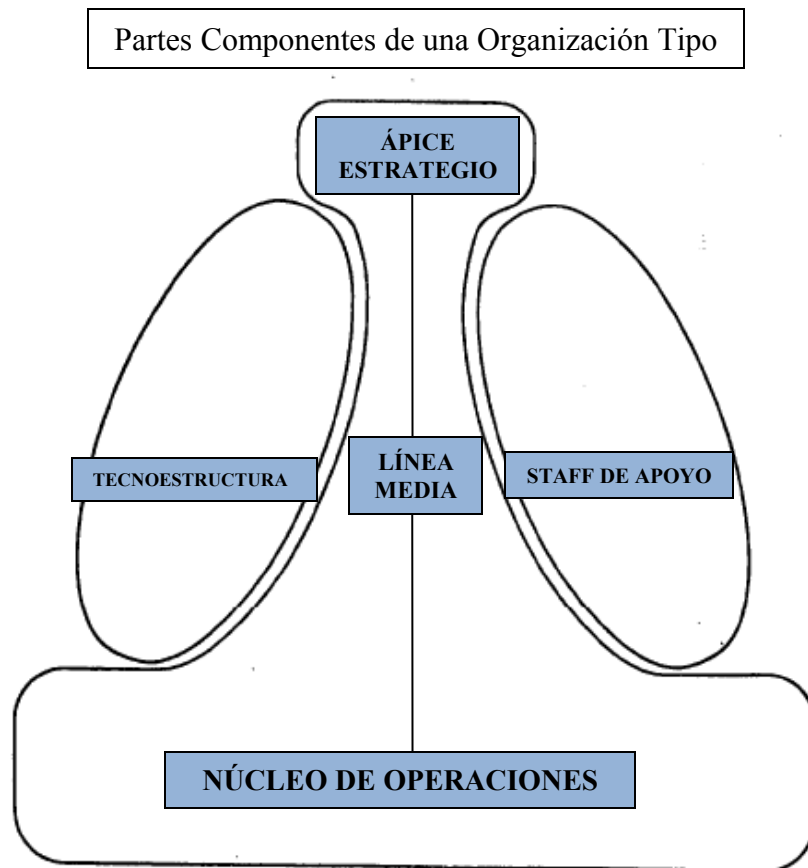 Partes Componentes de una Organización Tipo
ÁPICE
ESTRATEGIO
TECNOESTRUCTURA
LÍNEA
MEDIA
STAFF DE APOYO
NÚCLEO DE OPERACIONES